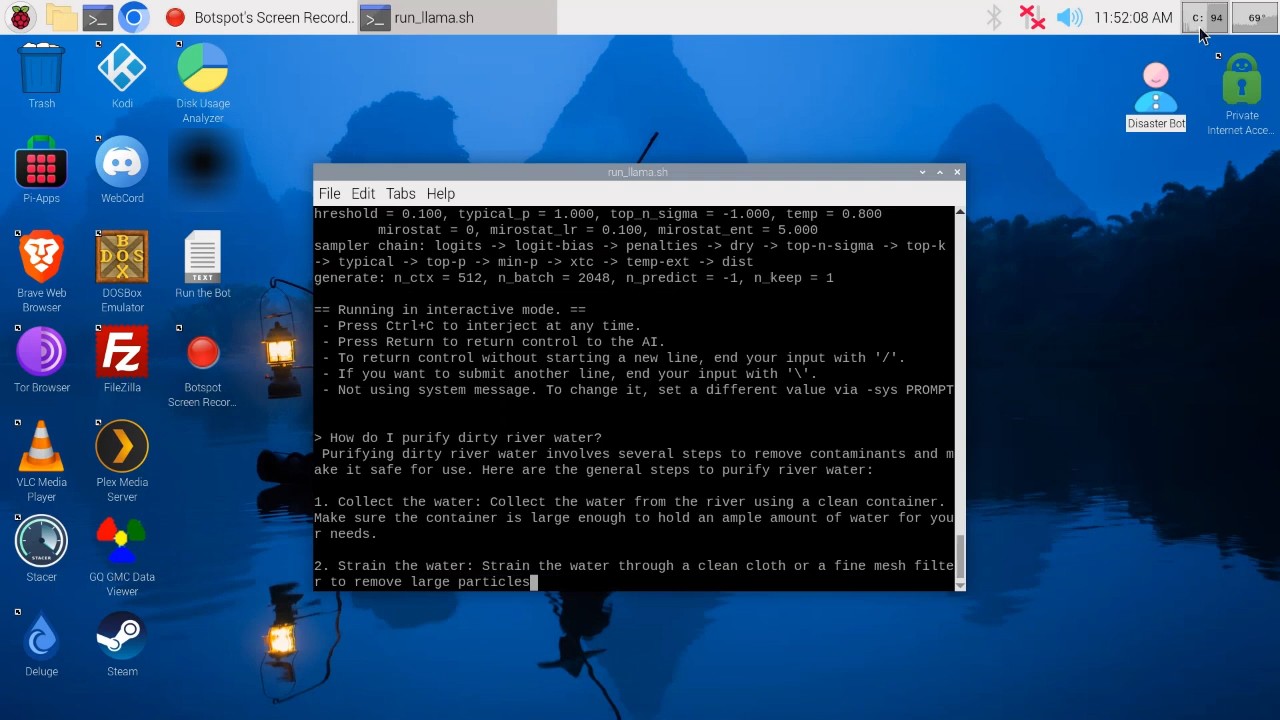 Botspot's Screen Record..
run_llama.sh
11:52:08 AM
C: 94
69°
Trash
Kodi
Disk Usage
Analyzer
Disaster Bot
Private
Internet Acce...
Pi-Apps
WebCord
Brave Web
Browser
DOS
BOX
DOSBox
Emulator
TEXT
Run the Bot
Tor Browser
FZ
FileZilla
Botspot
Screen Recor...
VLC Media
Player
Plex Media
Server
STACER
Stacer
GQ GMC Data
Viewer
Deluge
Steam
run_llama.sh
File Edit Tabs Help
hreshold = 0.100, typical_p = 1.000, top_n_sigma = -1.000, temp = 0.800
mirostat = 0, mirostat_lr = 0.100, mirostat_ent = 5.000
sampler chain: logits -> logit-bias -> penalties -> dry -> top-n-sigma -> top-k
-> typical -> top-p -> min-p -> xtc -> temp-ext -> dist
generate: n_ctx = 512, n_batch = 2048, n_predict = -1, n_keep = 1
== Running in interactive mode. ==
- Press Ctrl+C to interject at any time.
- Press Return to return control to the AI.
- To return control without starting a new line, end your input with '/'.
- If you want to submit another line, end your input with '\'.
- Not using system message. To change it, set a different value via -sys PROMPT
> How do I purify dirty river water?
Purifying dirty river water involves several steps to remove contaminants and m
ake it safe for use. Here are the general steps to purify river water:
1. Collect the water: Collect the water from the river using a clean container.
Make sure the container is large enough to hold an ample amount of water for you
r needs.
2. Strain the water: Strain the water through a clean cloth or a fine mesh filte
r to remove large particles